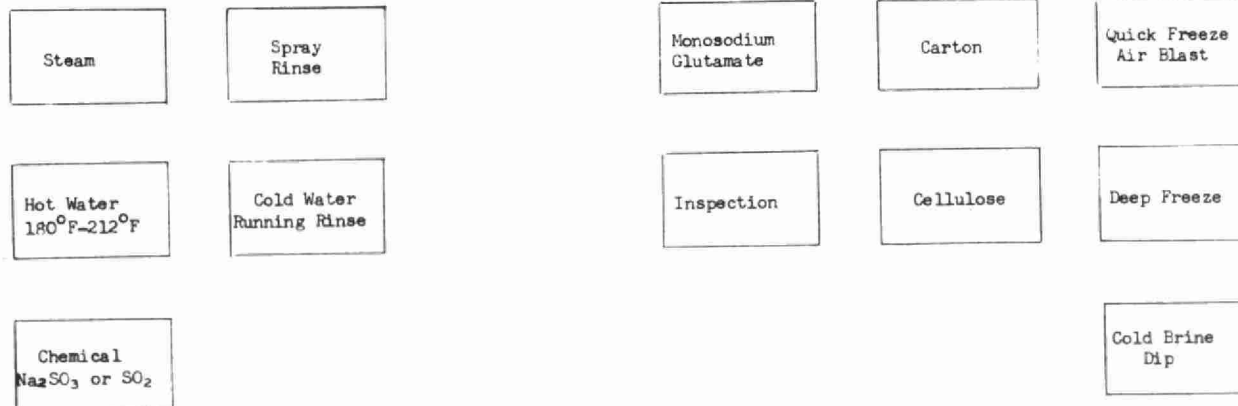 Steam
Spray
Rinse
Monosodium
Glutamate
Carton
Quick Freeze
Air Blast
Hot Water
180°F-212°F
Cold Water
Running Rinse
Inspection
Cellulose
Deep Freeze
Chemical
Na2SO3 or SO2
Cold Brine
Dip